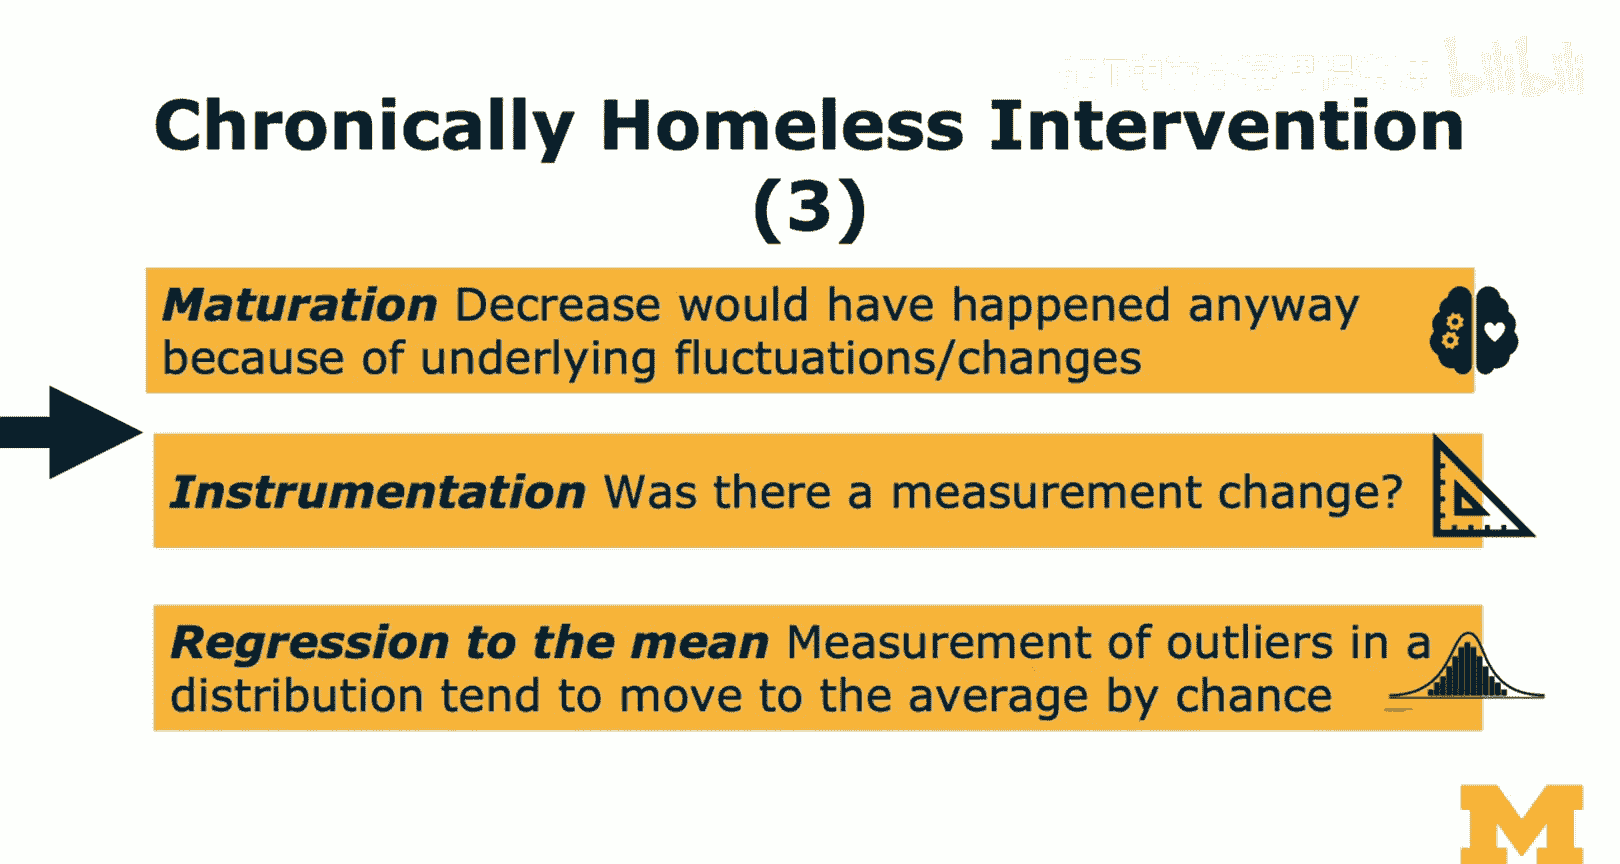 bilibili
Chronically Homeless Intervention
(3)
Maturation Decrease would have happened anyway
because of underlying fluctuations/changes
Instrumentation Was there a measurement change?
Regression to the mean Measurement of outliers in a
distribution tend to move to the average by chance
M